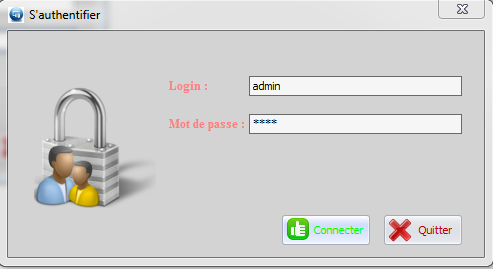 S'authentifier
Login : admin
Mot de passe : ****
Connecter Quitter